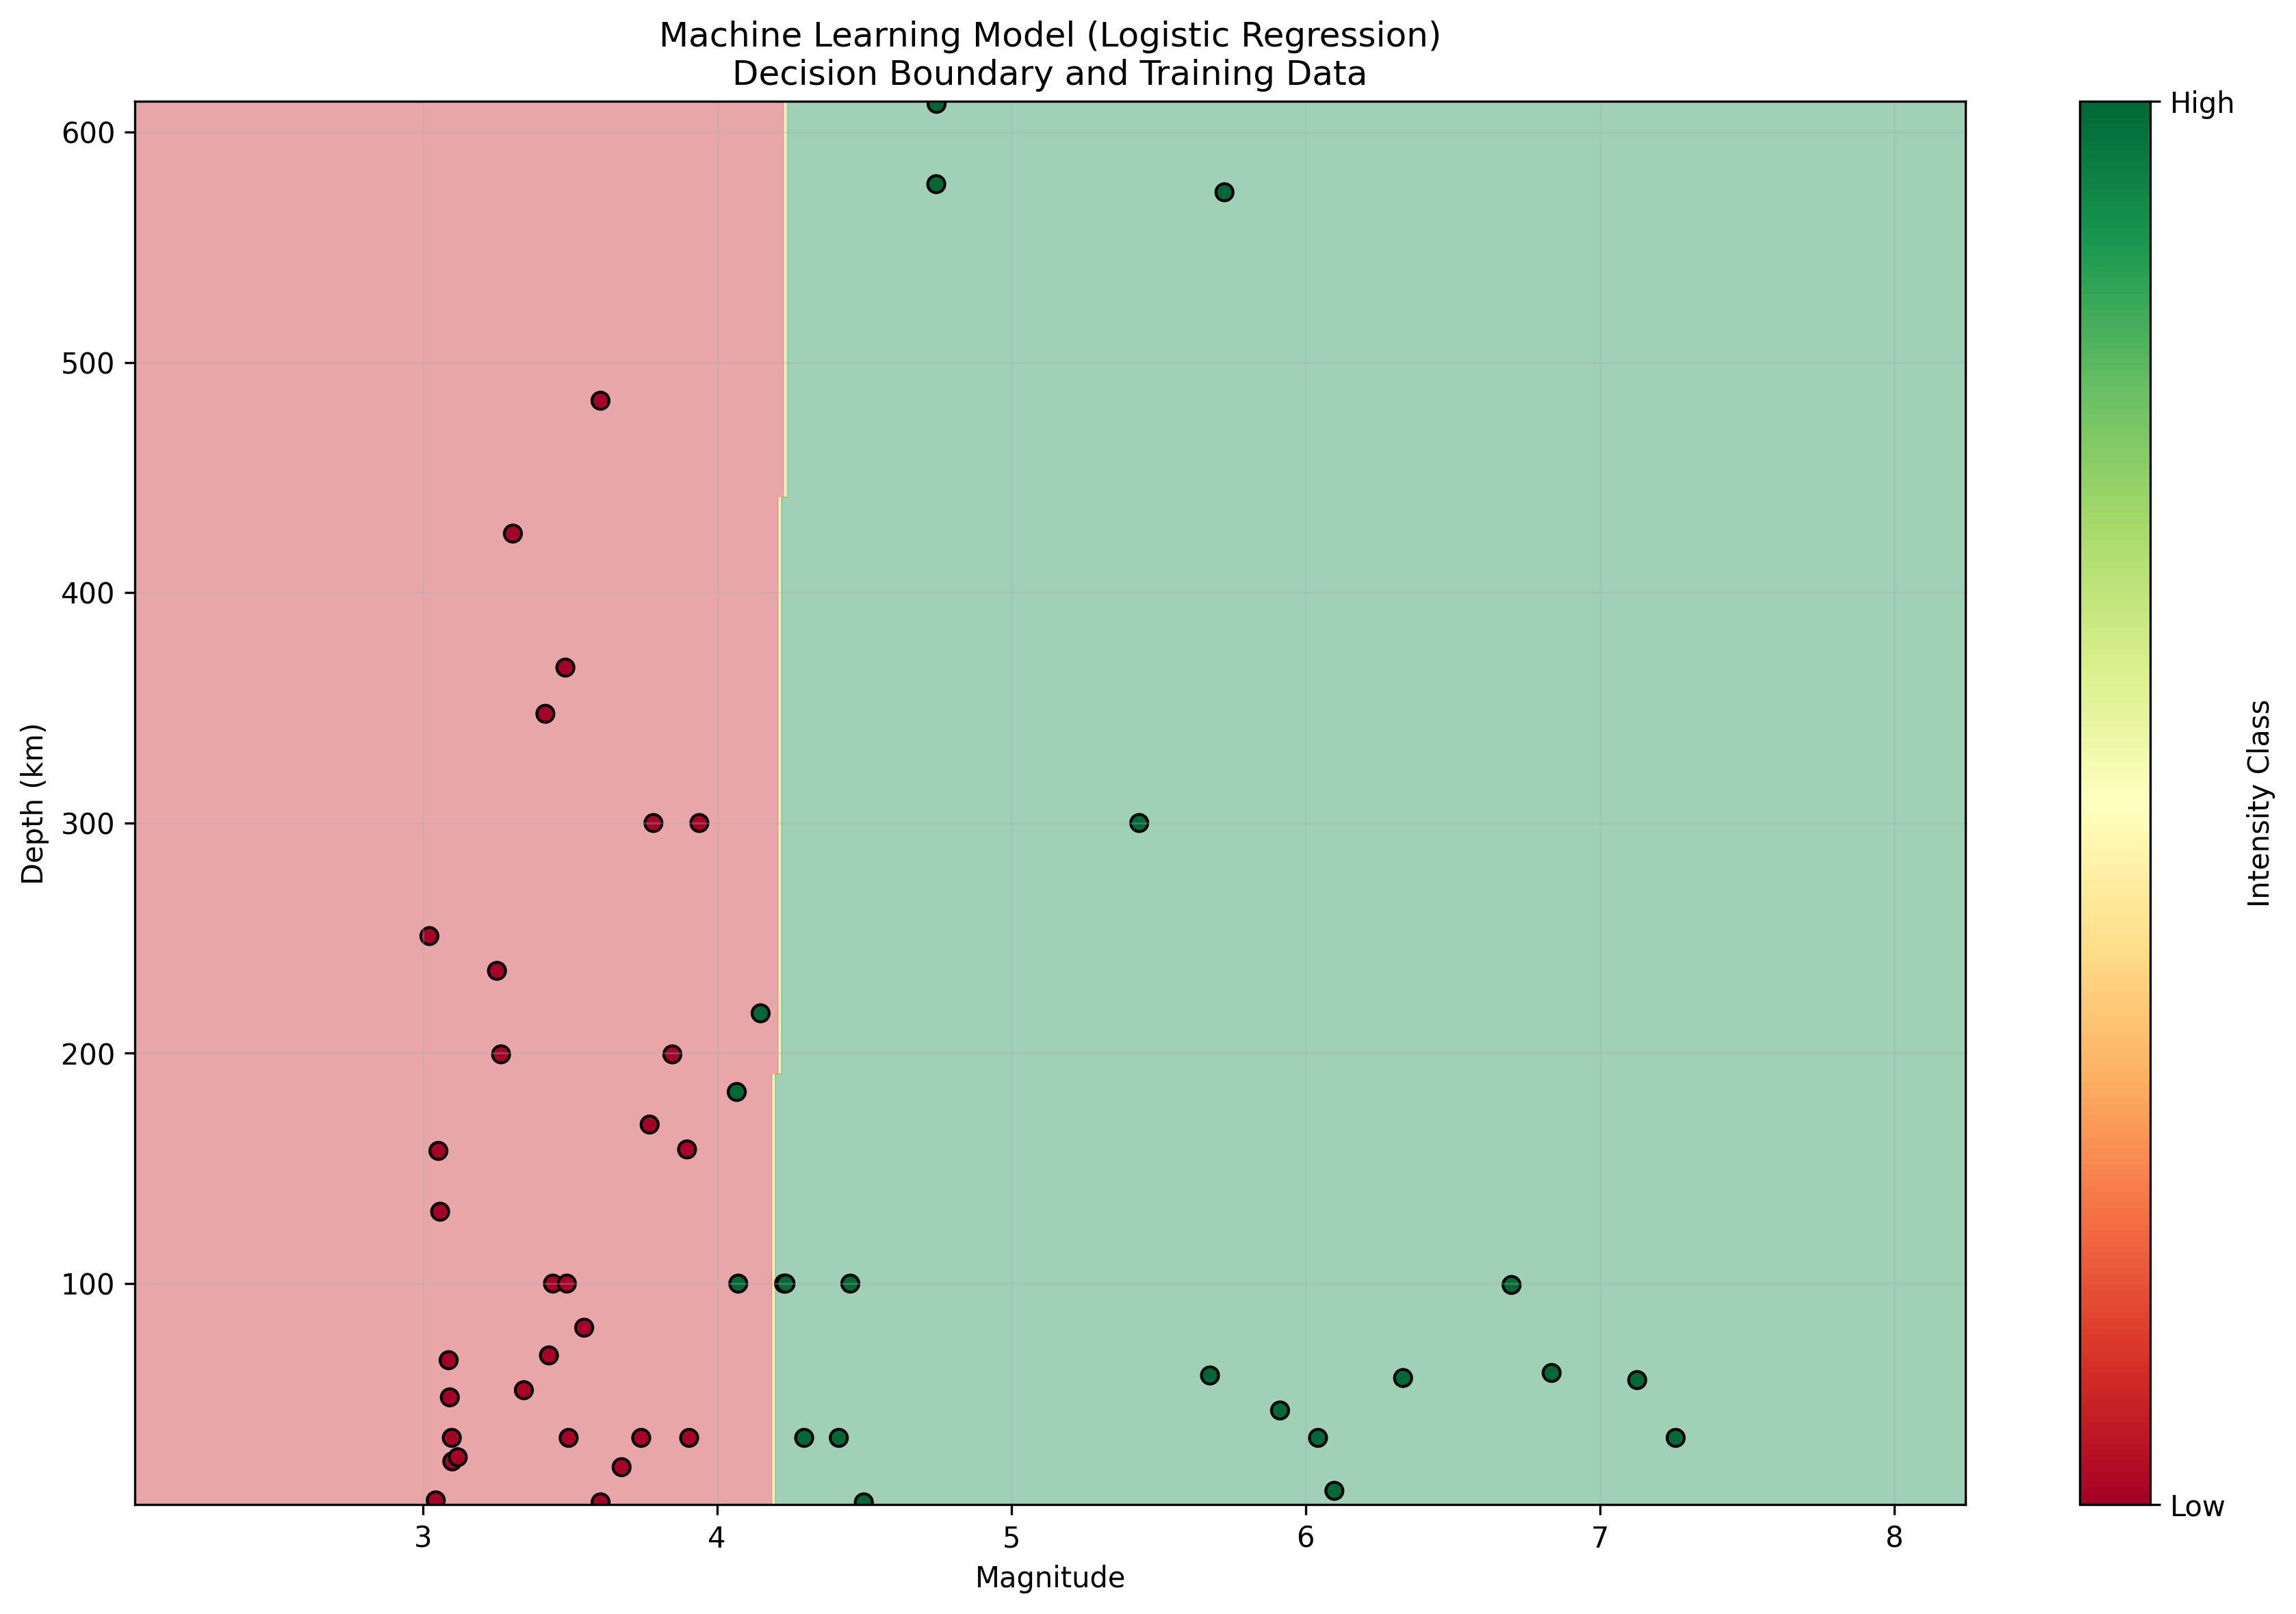 Machine Learning Model (Logistic Regression)
Decision Boundary and Training Data
600
500
400
300
200
100
Depth (km)
3
4
5
6
7
8
Magnitude
High
Low
Intensity Class